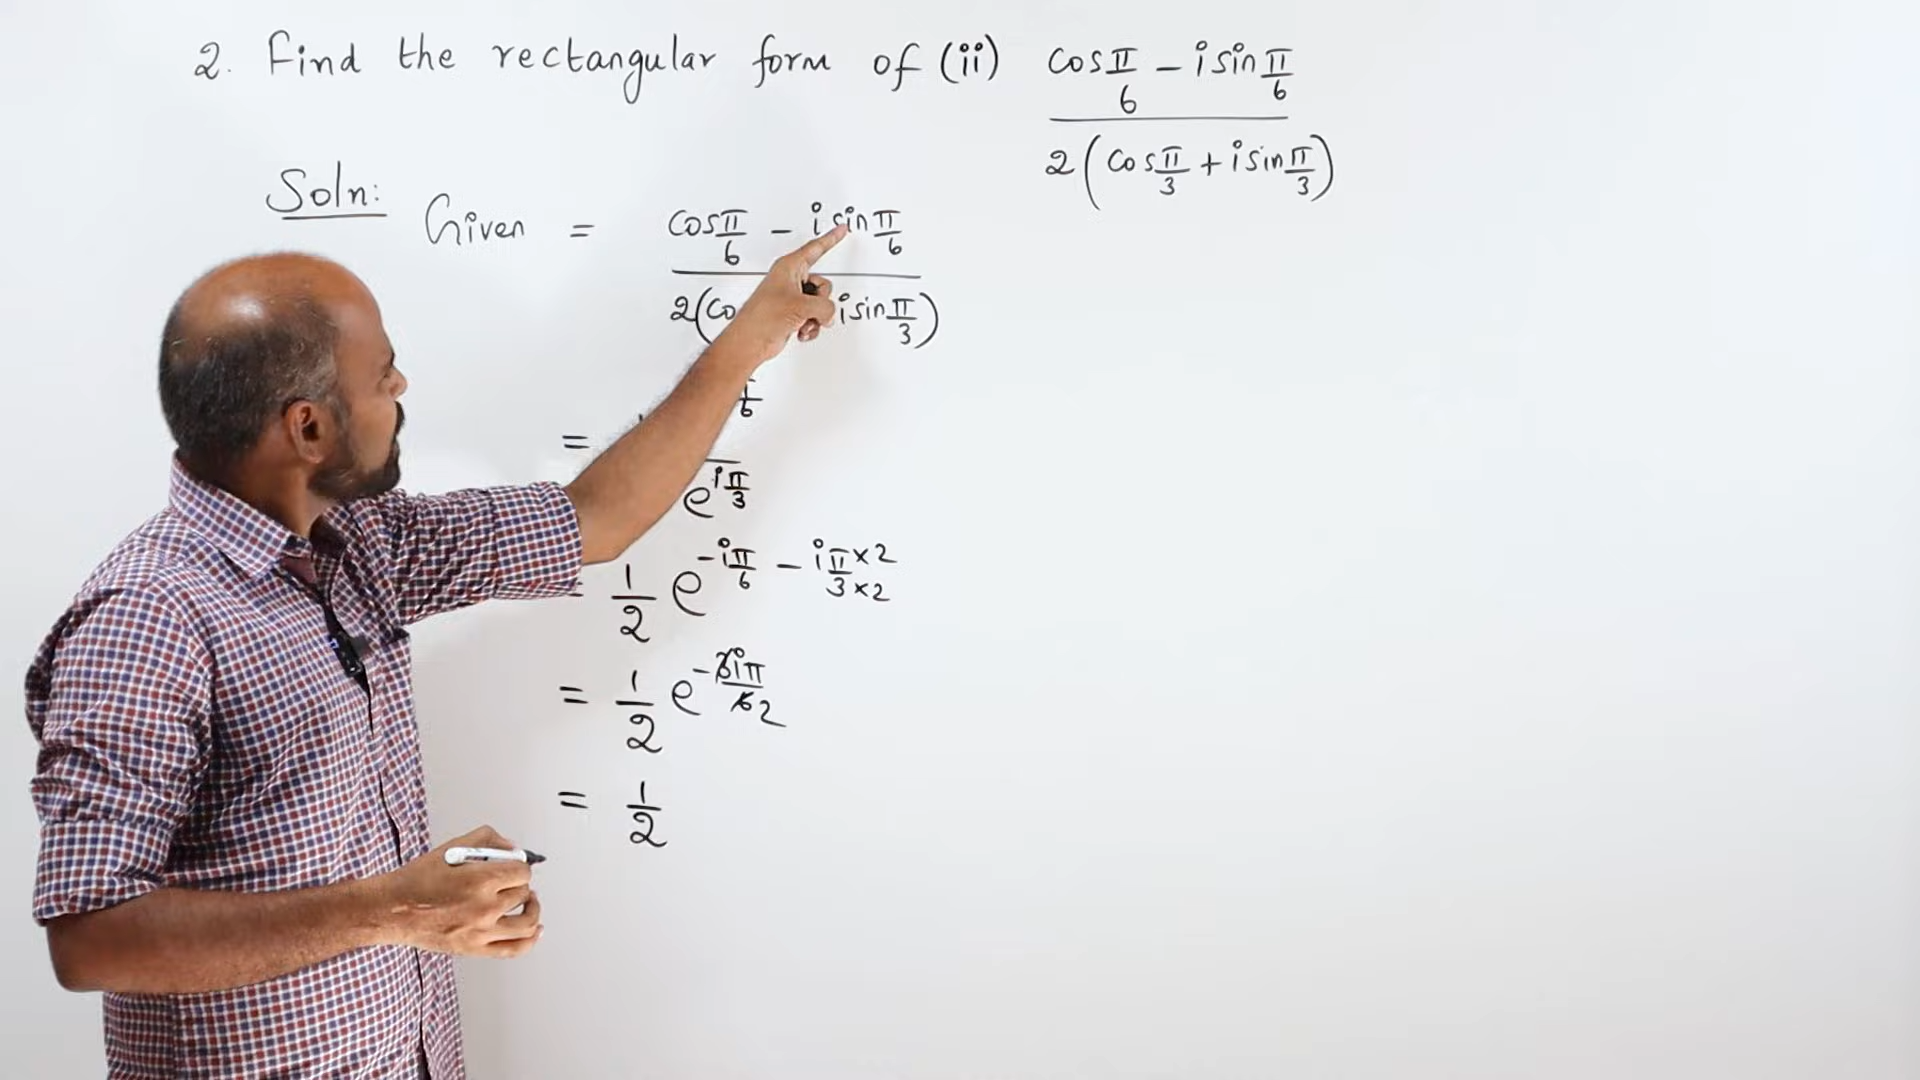 2. Find the rectangular form of (ii) cos π/6 - i sin π/6 / 2(cos π/3 + i sin π/3)
Soln: Given = cos π/6 - i sin π/6 / 2(co i sin π/3)
= 6 / e^(iπ/3)
= 1/2 e^(-iπ/6 - iπ×2/3×2)
= 1/2 e^(-3iπ/6 2)
= 1/2